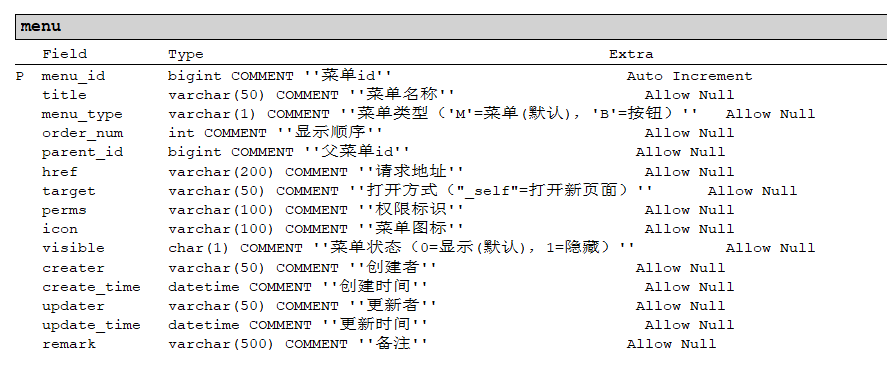 menu
Field Type Extra
P menu_id bigint COMMENT ''菜单id'' Auto Increment
title varchar(50) COMMENT ''菜单名称'' Allow Null
menu_type varchar(1) COMMENT ''菜单类型（'M'=菜单(默认)，'B'=按钮）'' Allow Null
order_num int COMMENT ''显示顺序'' Allow Null
parent_id bigint COMMENT ''父菜单id'' Allow Null
href varchar(200) COMMENT ''请求地址'' Allow Null
target varchar(50) COMMENT ''打开方式（"_self"=打开新页面）'' Allow Null
perms varchar(100) COMMENT ''权限标识'' Allow Null
icon varchar(100) COMMENT ''菜单图标'' Allow Null
visible char(1) COMMENT ''菜单状态（0=显示(默认)，1=隐藏）'' Allow Null
creater varchar(50) COMMENT ''创建者'' Allow Null
create_time datetime COMMENT ''创建时间'' Allow Null
updater varchar(50) COMMENT ''更新者'' Allow Null
update_time datetime COMMENT ''更新时间'' Allow Null
remark varchar(500) COMMENT ''备注'' Allow Null